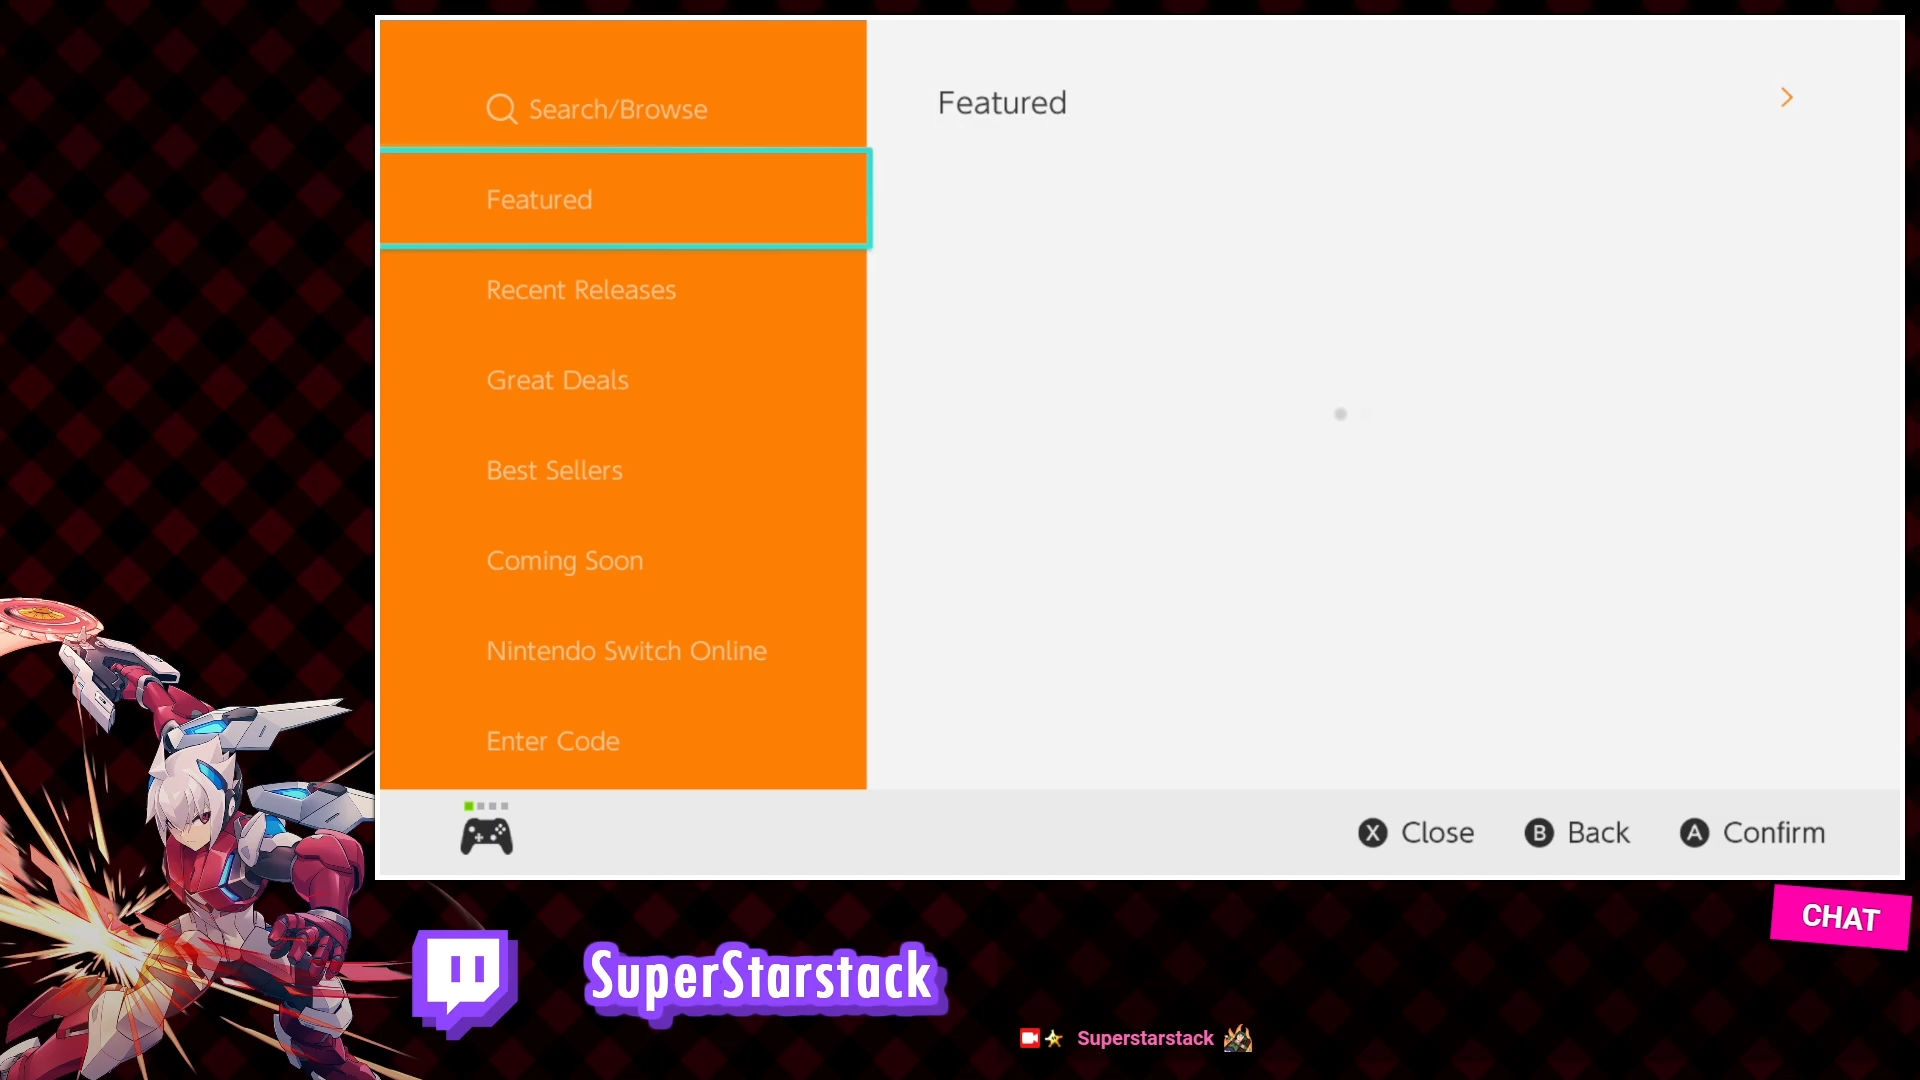 Search/Browse
Featured
Recent Releases
Great Deals
Best Sellers
Coming Soon
Nintendo Switch Online
Enter Code
Featured
X Close
B Back
A Confirm
CHAT
SuperStarstack
Superstarstack